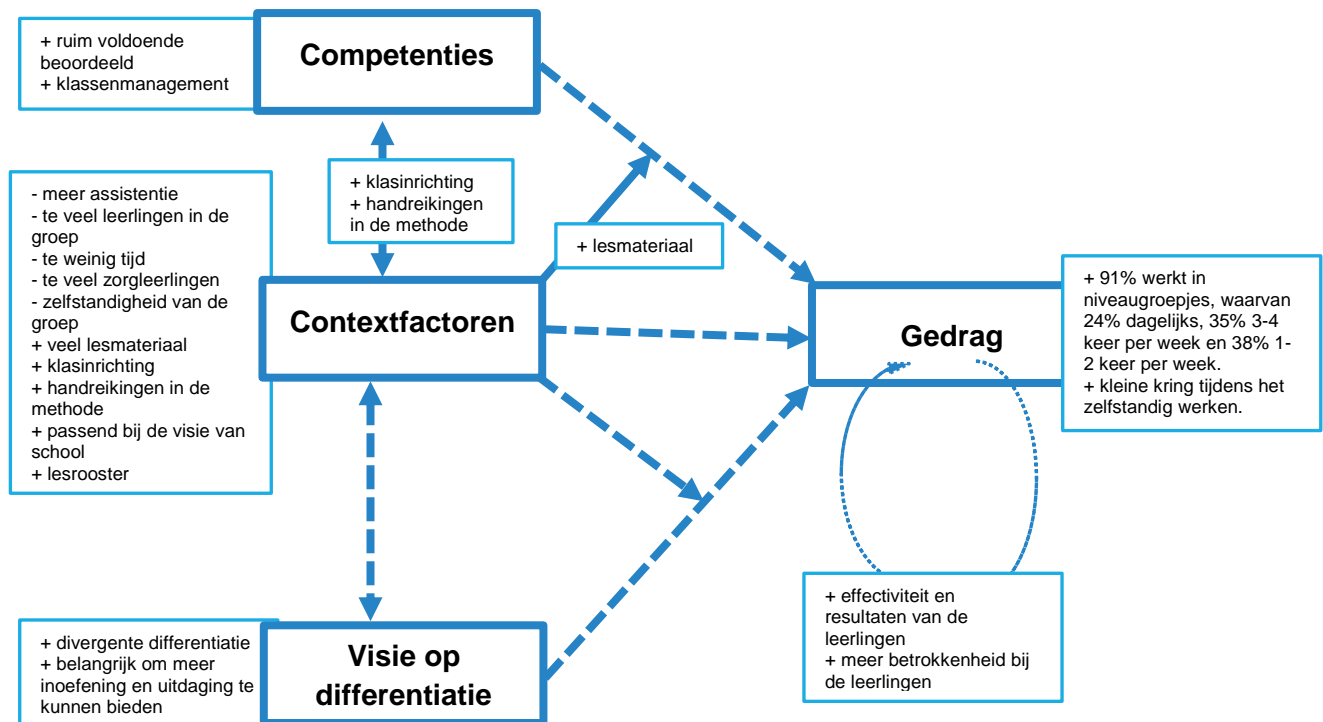 + ruim voldoende
beoordeeld
+ klassenmanagement
Competenties
+ klasinrichting
+ handreikingen
in de methode
+ lesmateriaal
- meer assistentie
- te veel leerlingen in de
groep
- te weinig tijd
- te veel zorgleerlingen
- zelfstandigheid van de
groep
+ veel lesmateriaal
+ klasinrichting
+ handreikingen in de
methode
+ passend bij de visie van
school
+ lesrooster
Contextfactoren
Gedrag
+ 91% werkt in
niveaugroepjes, waarvan
24% dagelijks, 35% 3-4
keer per week en 38% 1-
2 keer per week.
+ kleine kring tijdens het
zelfstandig werken.
+ divergente differentiatie
+ belangrijk om meer
inoefening en uitdaging te
kunnen bieden
Visie op
differentiatie
+ effectiviteit en
resultaten van de
leerlingen
+ meer betrokkenheid bij
de leerlingen